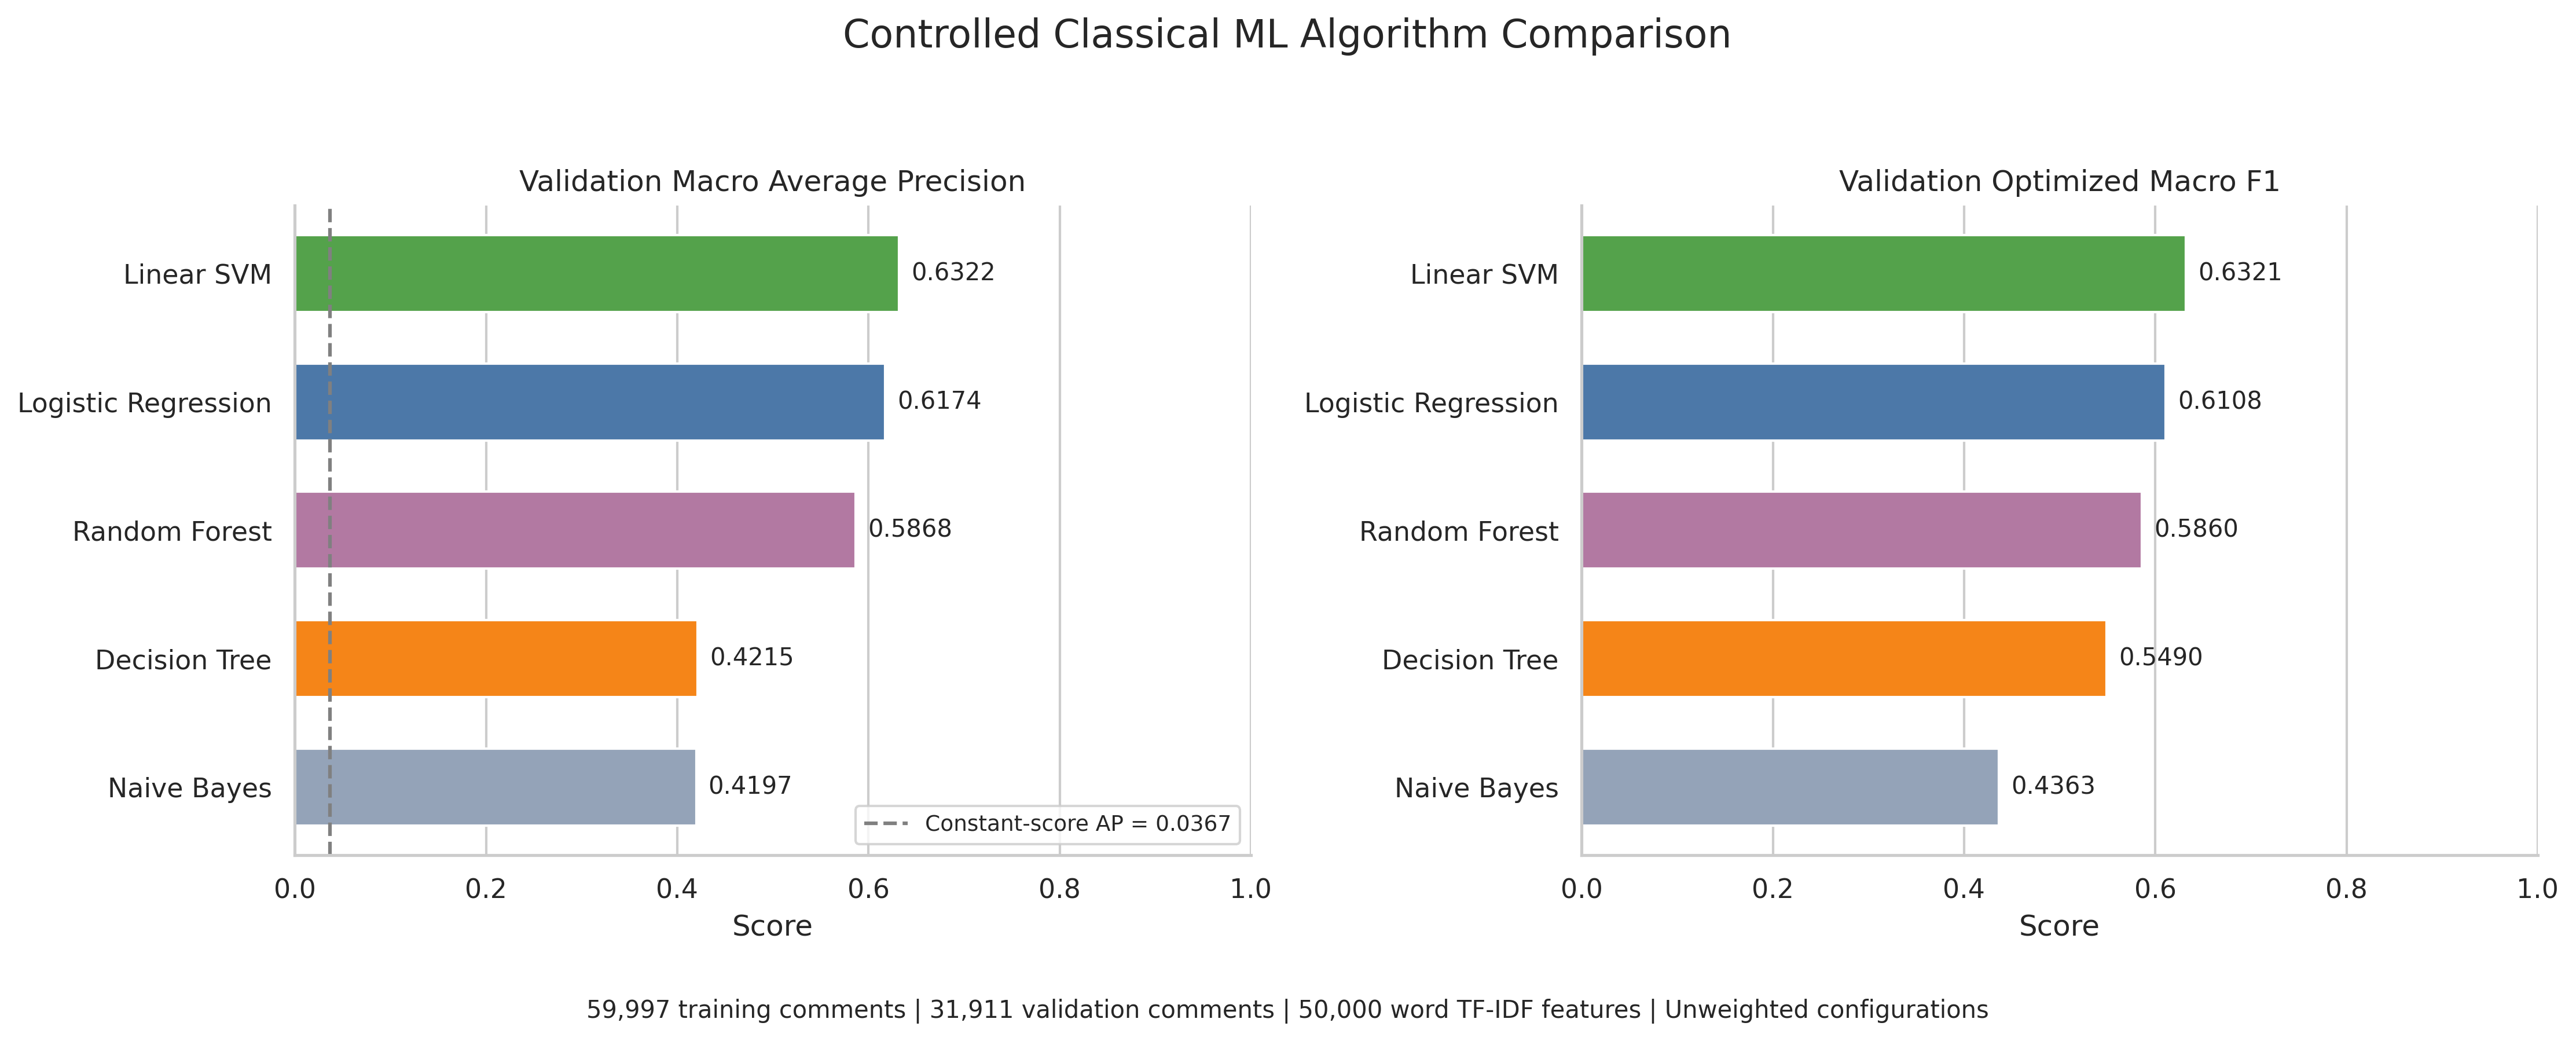 Controlled Classical ML Algorithm Comparison
Validation Macro Average Precision
Linear SVM
0.6322
Logistic Regression
0.6174
Random Forest
0.5868
Decision Tree
0.4215
Naive Bayes
0.4197
Constant-score AP = 0.0367
0.0 0.2 0.4 0.6 0.8 1.0
Score
Validation Optimized Macro F1
Linear SVM
0.6321
Logistic Regression
0.6108
Random Forest
0.5860
Decision Tree
0.5490
Naive Bayes
0.4363
0.0 0.2 0.4 0.6 0.8 1.0
Score
59,997 training comments | 31,911 validation comments | 50,000 word TF-IDF features | Unweighted configurations